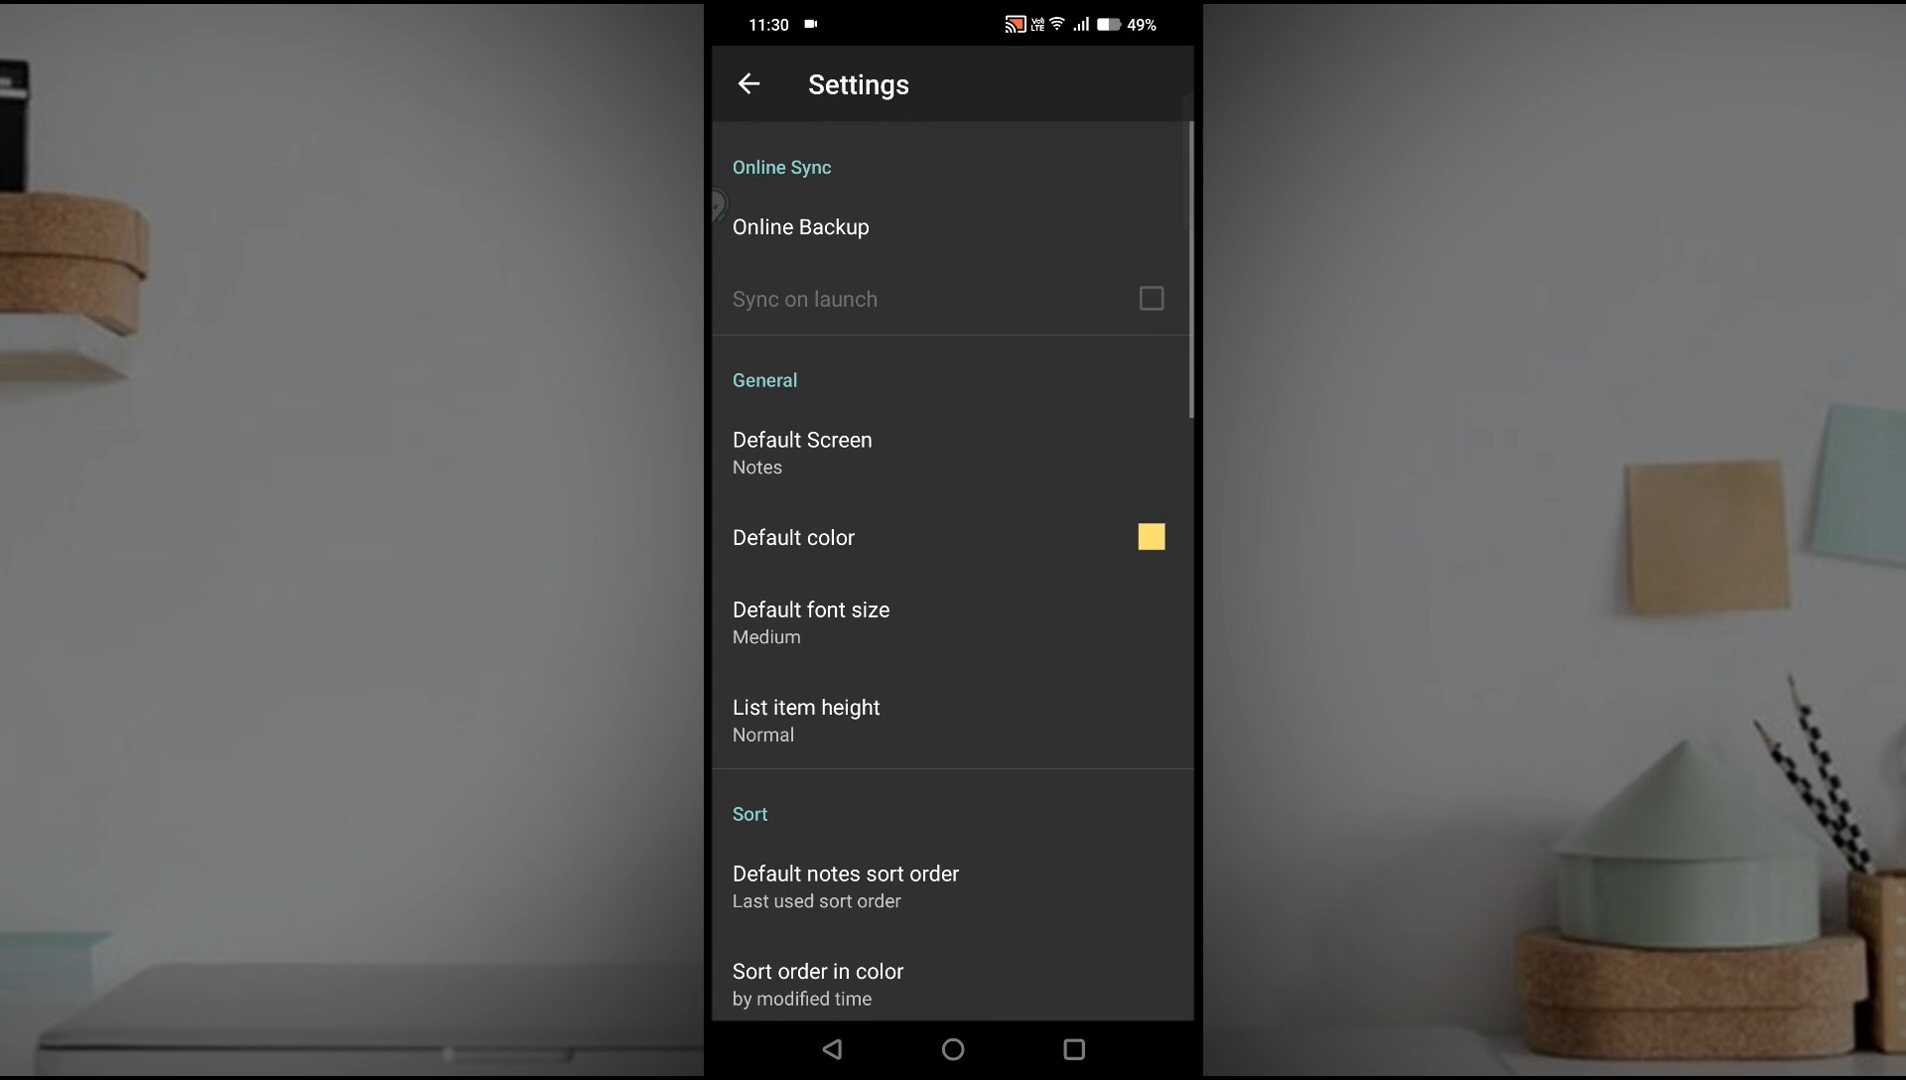 11:30
Vo)
LTE
49%
Settings
Online Sync
Online Backup
Sync on launch
General
Default Screen
Notes
Default color
Default font size
Medium
List item height
Normal
Sort
Default notes sort order
Last used sort order
Sort order in color
by modified time